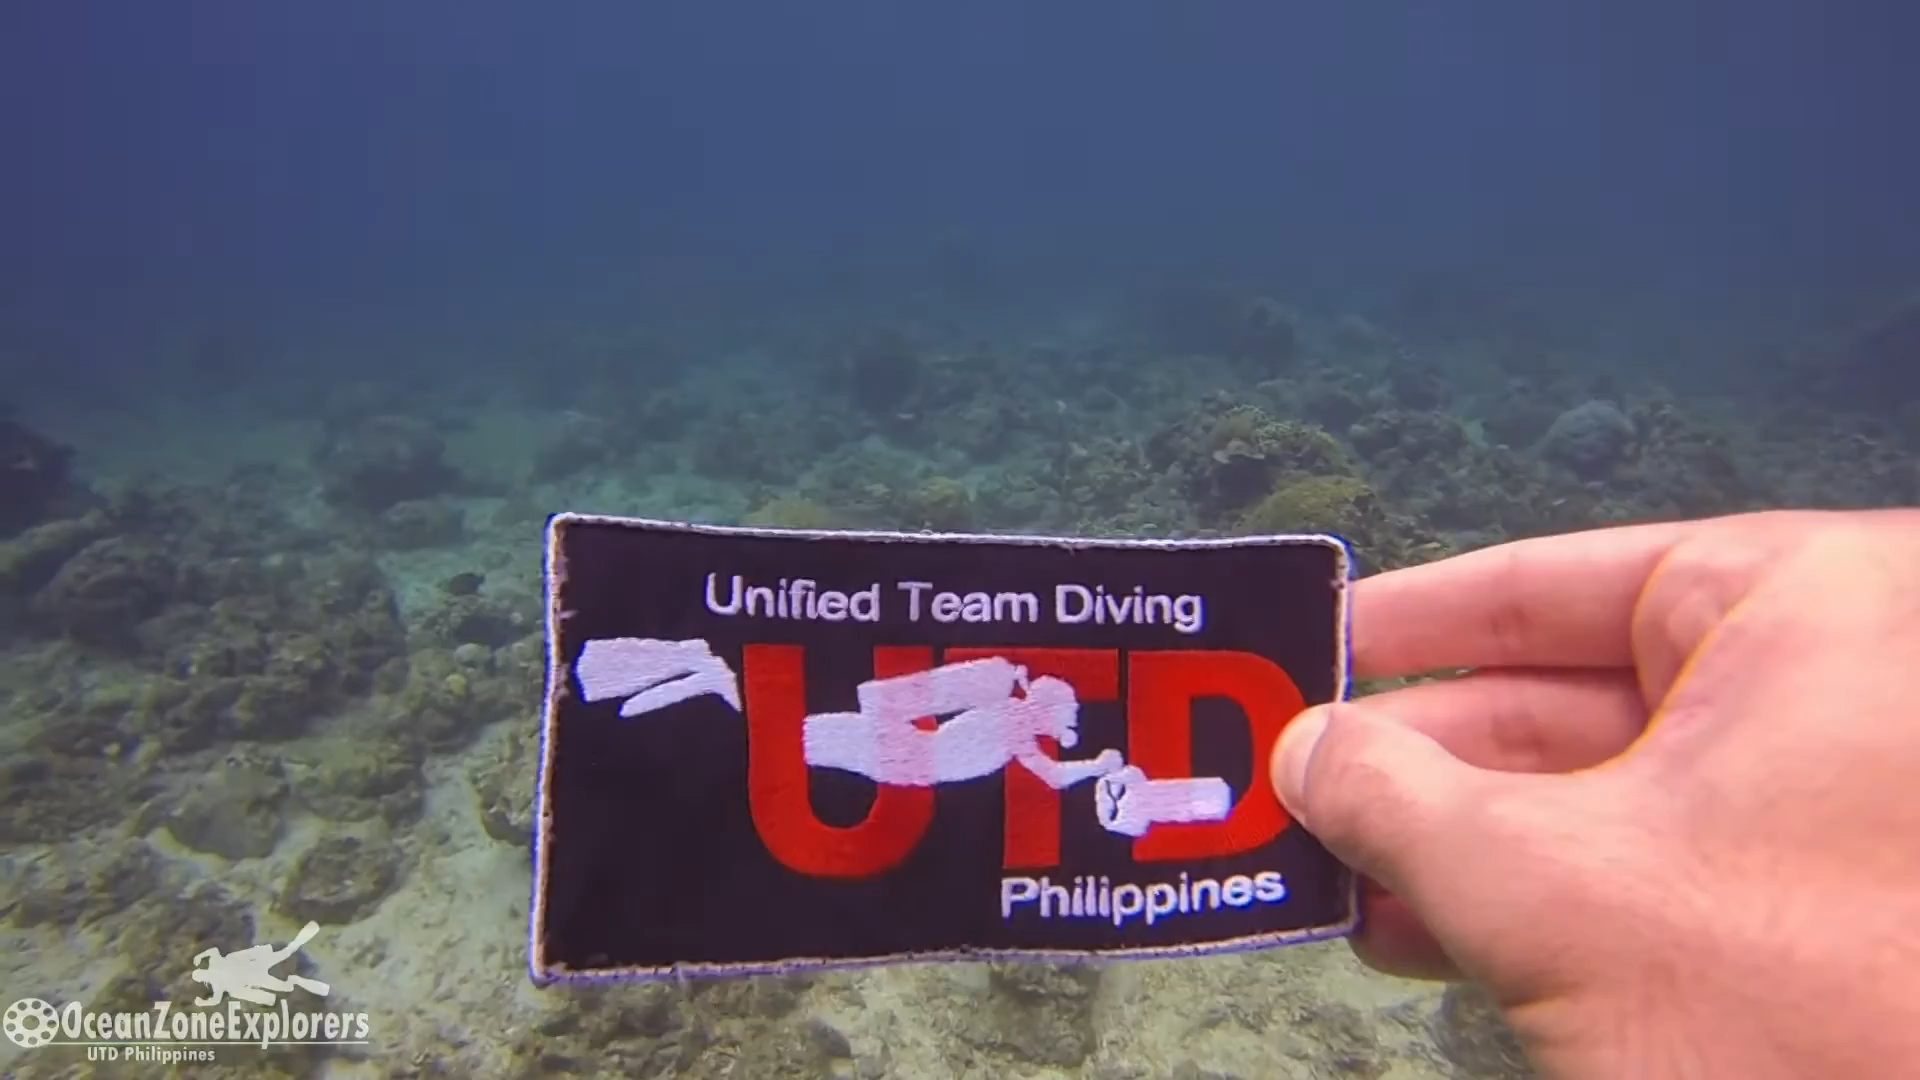 Unified Team Diving
UTD
Philippines
OceanZoneExplorers
UTD Philippines